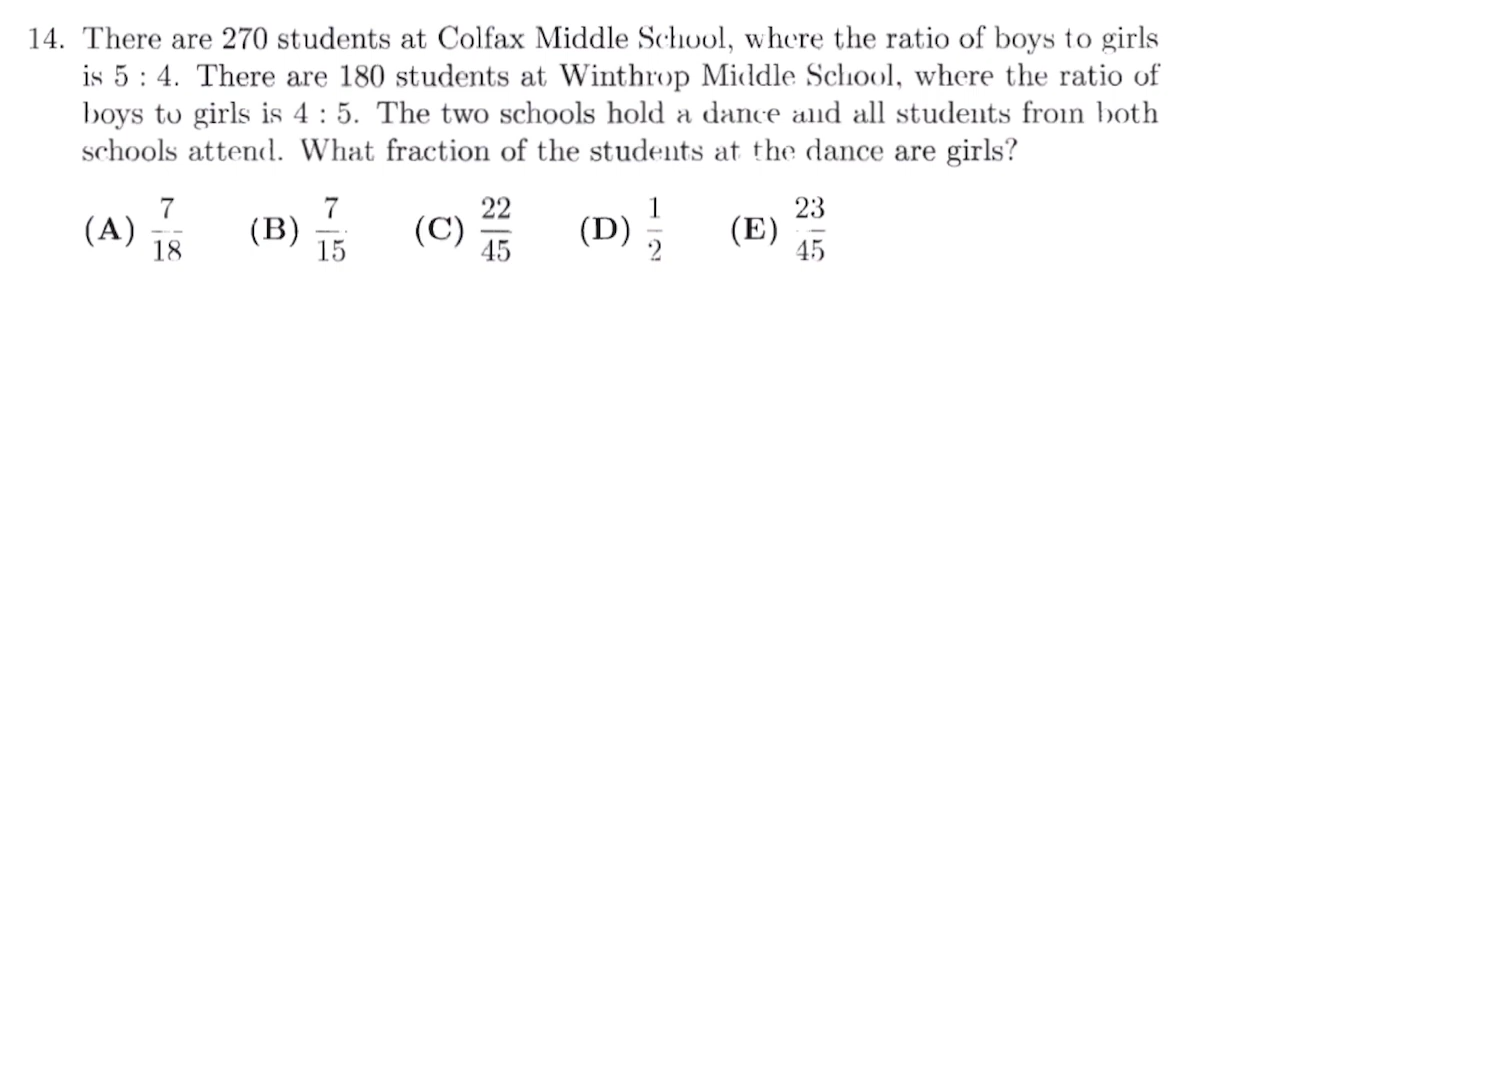 14. There are 270 students at Colfax Middle School, where the ratio of boys to girls
is 5 : 4. There are 180 students at Winthrop Middle School, where the ratio of
boys to girls is 4 : 5. The two schools hold a dance and all students from both
schools attend. What fraction of the students at the dance are girls?
(A) 7/18 (B) 7/15 (C) 22/45 (D) 1/2 (E) 23/45